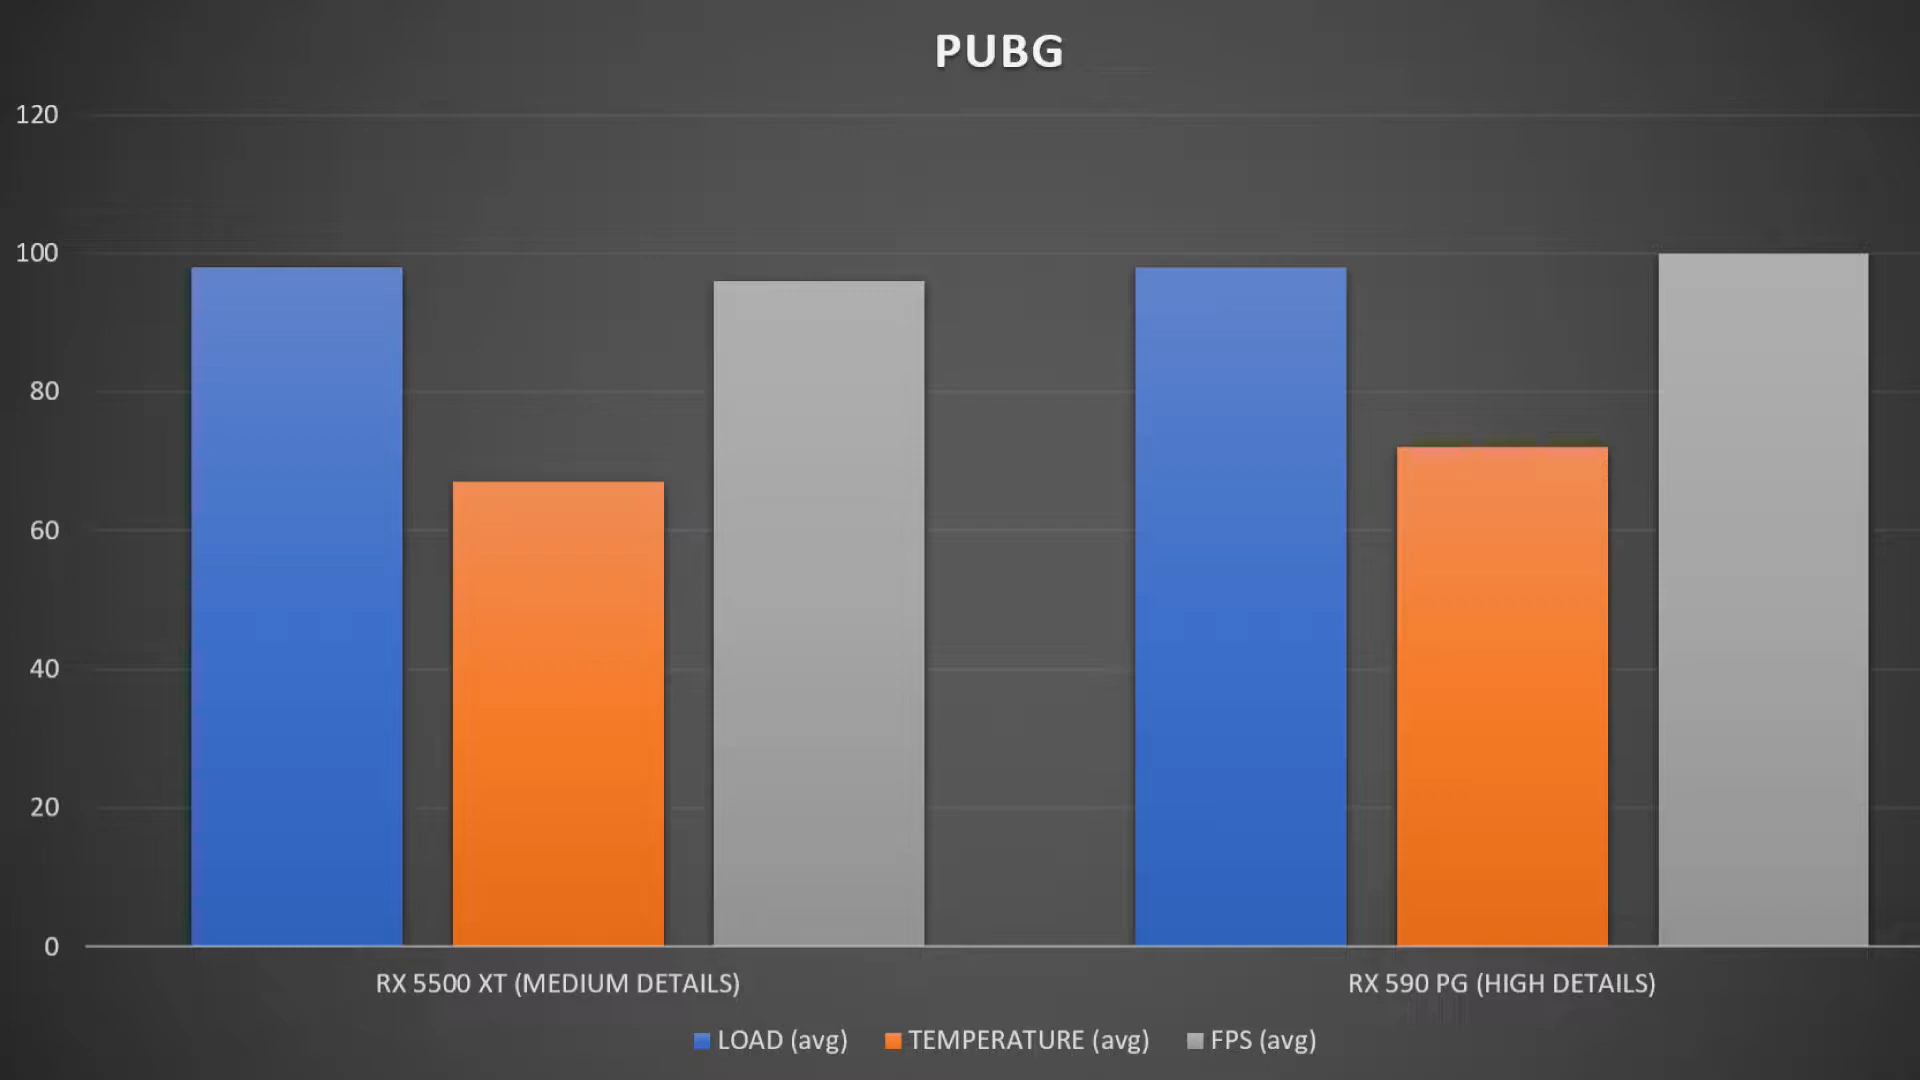 PUBG
120
100
80
60
40
20
0
RX 5500 XT (MEDIUM DETAILS)
RX 590 PG (HIGH DETAILS)
LOAD (avg) TEMPERATURE (avg) FPS (avg)